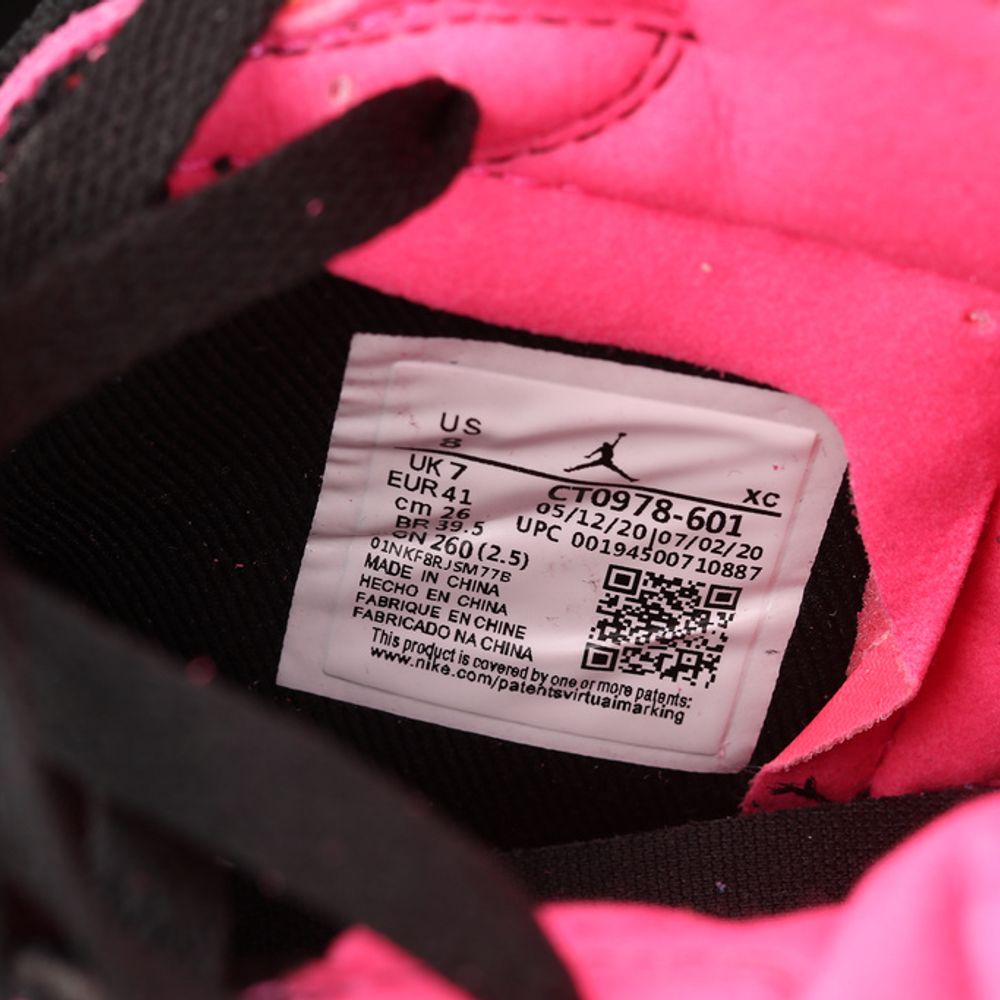 US
8
XC
UK 7
EUR 41
cm 26
BR 39.5
CN 260 (2.5)
CT0978-601
05/12/20|07/02/20
UPC 00194500710887
01NKF8RJSM77B
MADE IN CHINA
HECHO EN CHINA
FABRIQUE EN CHINE
FABRICADO NA CHINA
This product is covered by one or more patents:
www.nike.com/patentsvirtualmarking